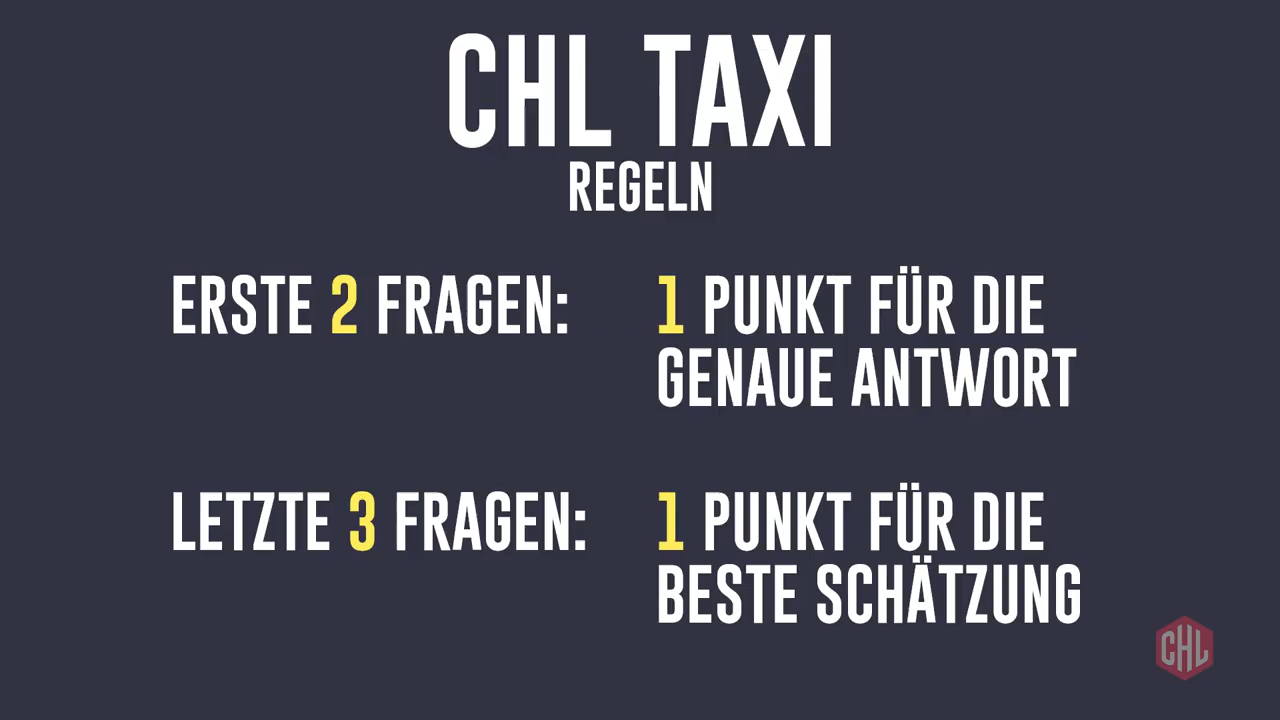 CHL TAXI
REGELN
ERSTE 2 FRAGEN:
1 PUNKT FÜR DIE
GENAUE ANTWORT
LETZTE 3 FRAGEN:
1 PUNKT FÜR DIE
BESTE SCHÄTZUNG
CHL